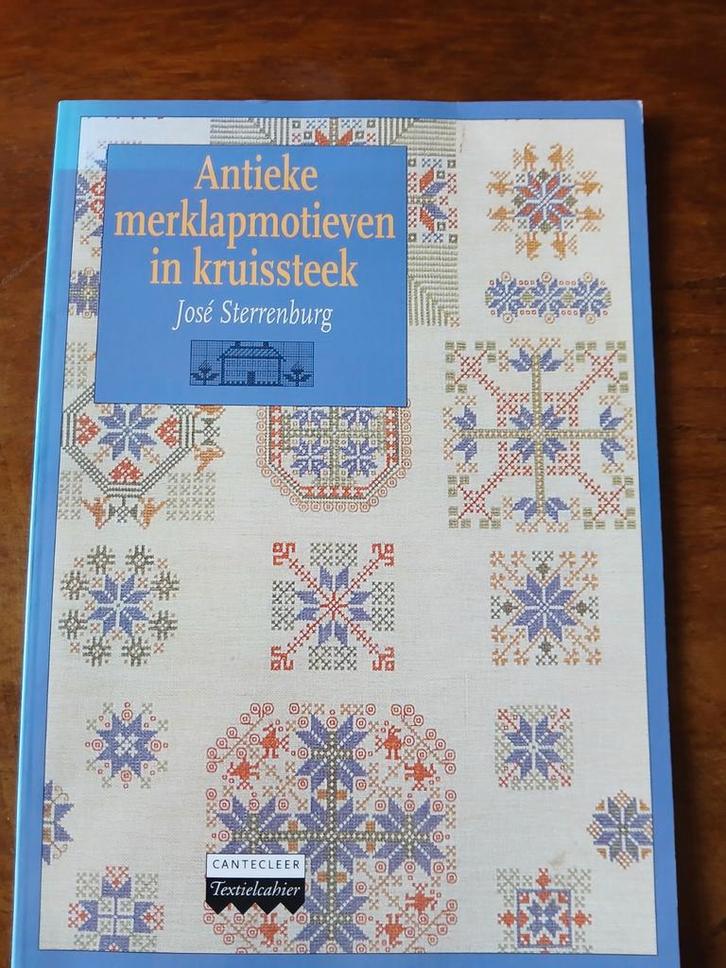 Antieke
merklapmotieven
in kruissteek
José Sterrenburg
CANTECLEER
Textielcahier